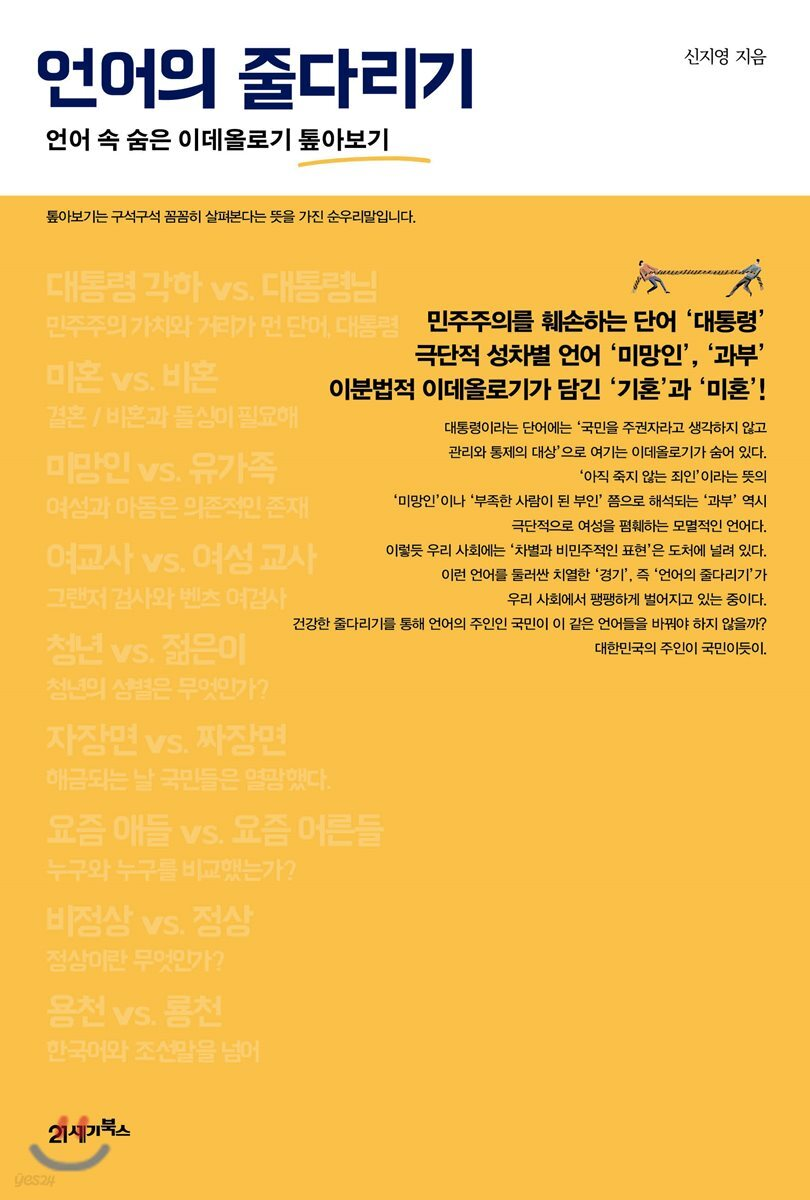 언어의 줄다리기
신지영 지음
언어 속 숨은 이데올로기 톺아보기
톺아보기는 구석구석 꼼꼼히 살펴본다는 뜻을 가진 순우리말입니다.
대통령 각하 vs. 대통령님
민주주의 가치와 거리가 먼 단어, 대통령
미혼 vs. 비혼
결혼 / 비혼과 돌싱이 필요해
미망인 vs. 유가족
여성과 아동은 의존적인 존재
여교사 vs. 여성 교사
그랜저 검사와 벤츠 여검사
청년 vs. 젊은이
청년의 성별은 무엇인가?
자장면 vs. 짜장면
해금되는 날 국민들은 열광했다.
요즘 애들 vs. 요즘 어른들
누구와 누구를 비교했는가?
비정상 vs. 정상
정상이란 무엇인가?
용천 vs. 룡천
한국어와 조선말을 넘어
민주주의를 훼손하는 단어 ‘대통령’
극단적 성차별 언어 ‘미망인’, ‘과부’
이분법적 이데올로기가 담긴 ‘기혼’과 ‘미혼’!
대통령이라는 단어에는 ‘국민을 주권자라고 생각하지 않고
관리와 통제의 대상’으로 여기는 이데올로기가 숨어 있다.
‘아직 죽지 않는 죄인’이라는 뜻의
‘미망인’이나 ‘부족한 사람이 된 부인’ 쯤으로 해석되는 ‘과부’ 역시
극단적으로 여성을 폄훼하는 모멸적인 언어다.
이렇듯 우리 사회에는 ‘차별과 비민주적인 표현’은 도처에 널려 있다.
이런 언어를 둘러싼 치열한 ‘경기’, 즉 ‘언어의 줄다리기’가
우리 사회에서 팽팽하게 벌어지고 있는 중이다.
건강한 줄다리기를 통해 언어의 주인인 국민이 이 같은 언어들을 바꿔야 하지 않을까?
대한민국의 주인이 국민이듯이.
21세기북스
yes24